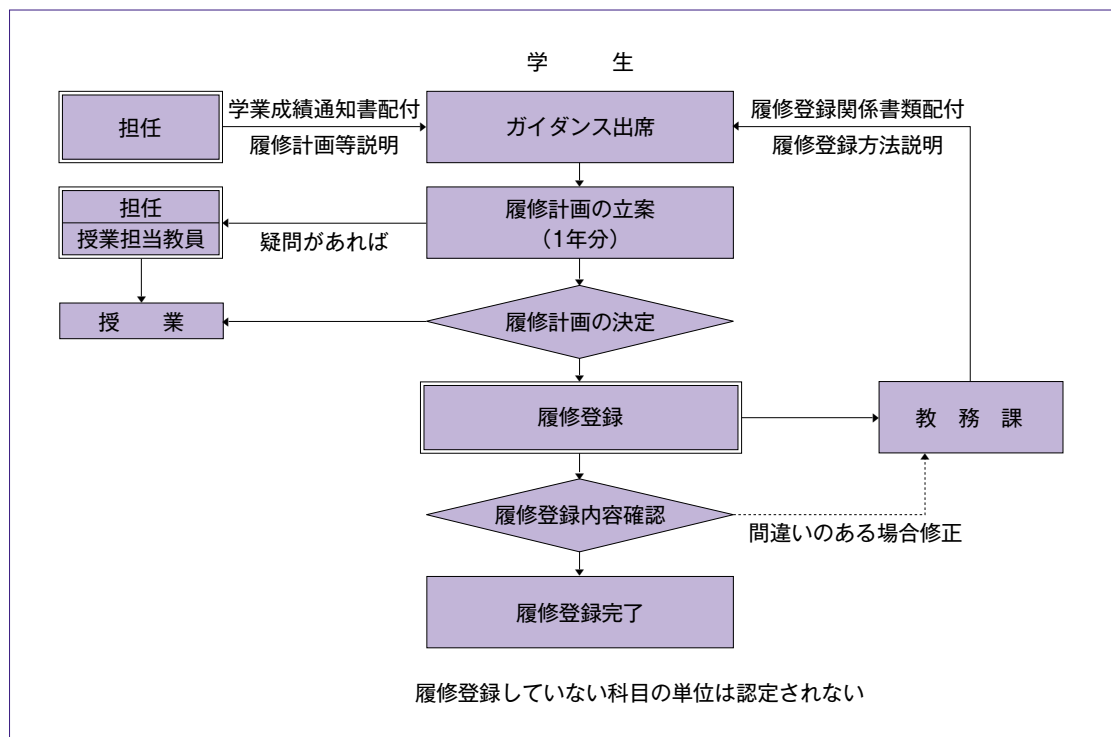 学　生
担任
学業成績通知書配付
履修計画等説明
ガイダンス出席
履修登録関係書類配付
履修登録方法説明
担任
授業担当教員
疑問があれば
履修計画の立案
（1年分）
授　業
履修計画の決定
履修登録
教　務　課
履修登録内容確認
間違いのある場合修正
履修登録完了
履修登録していない科目の単位は認定されない